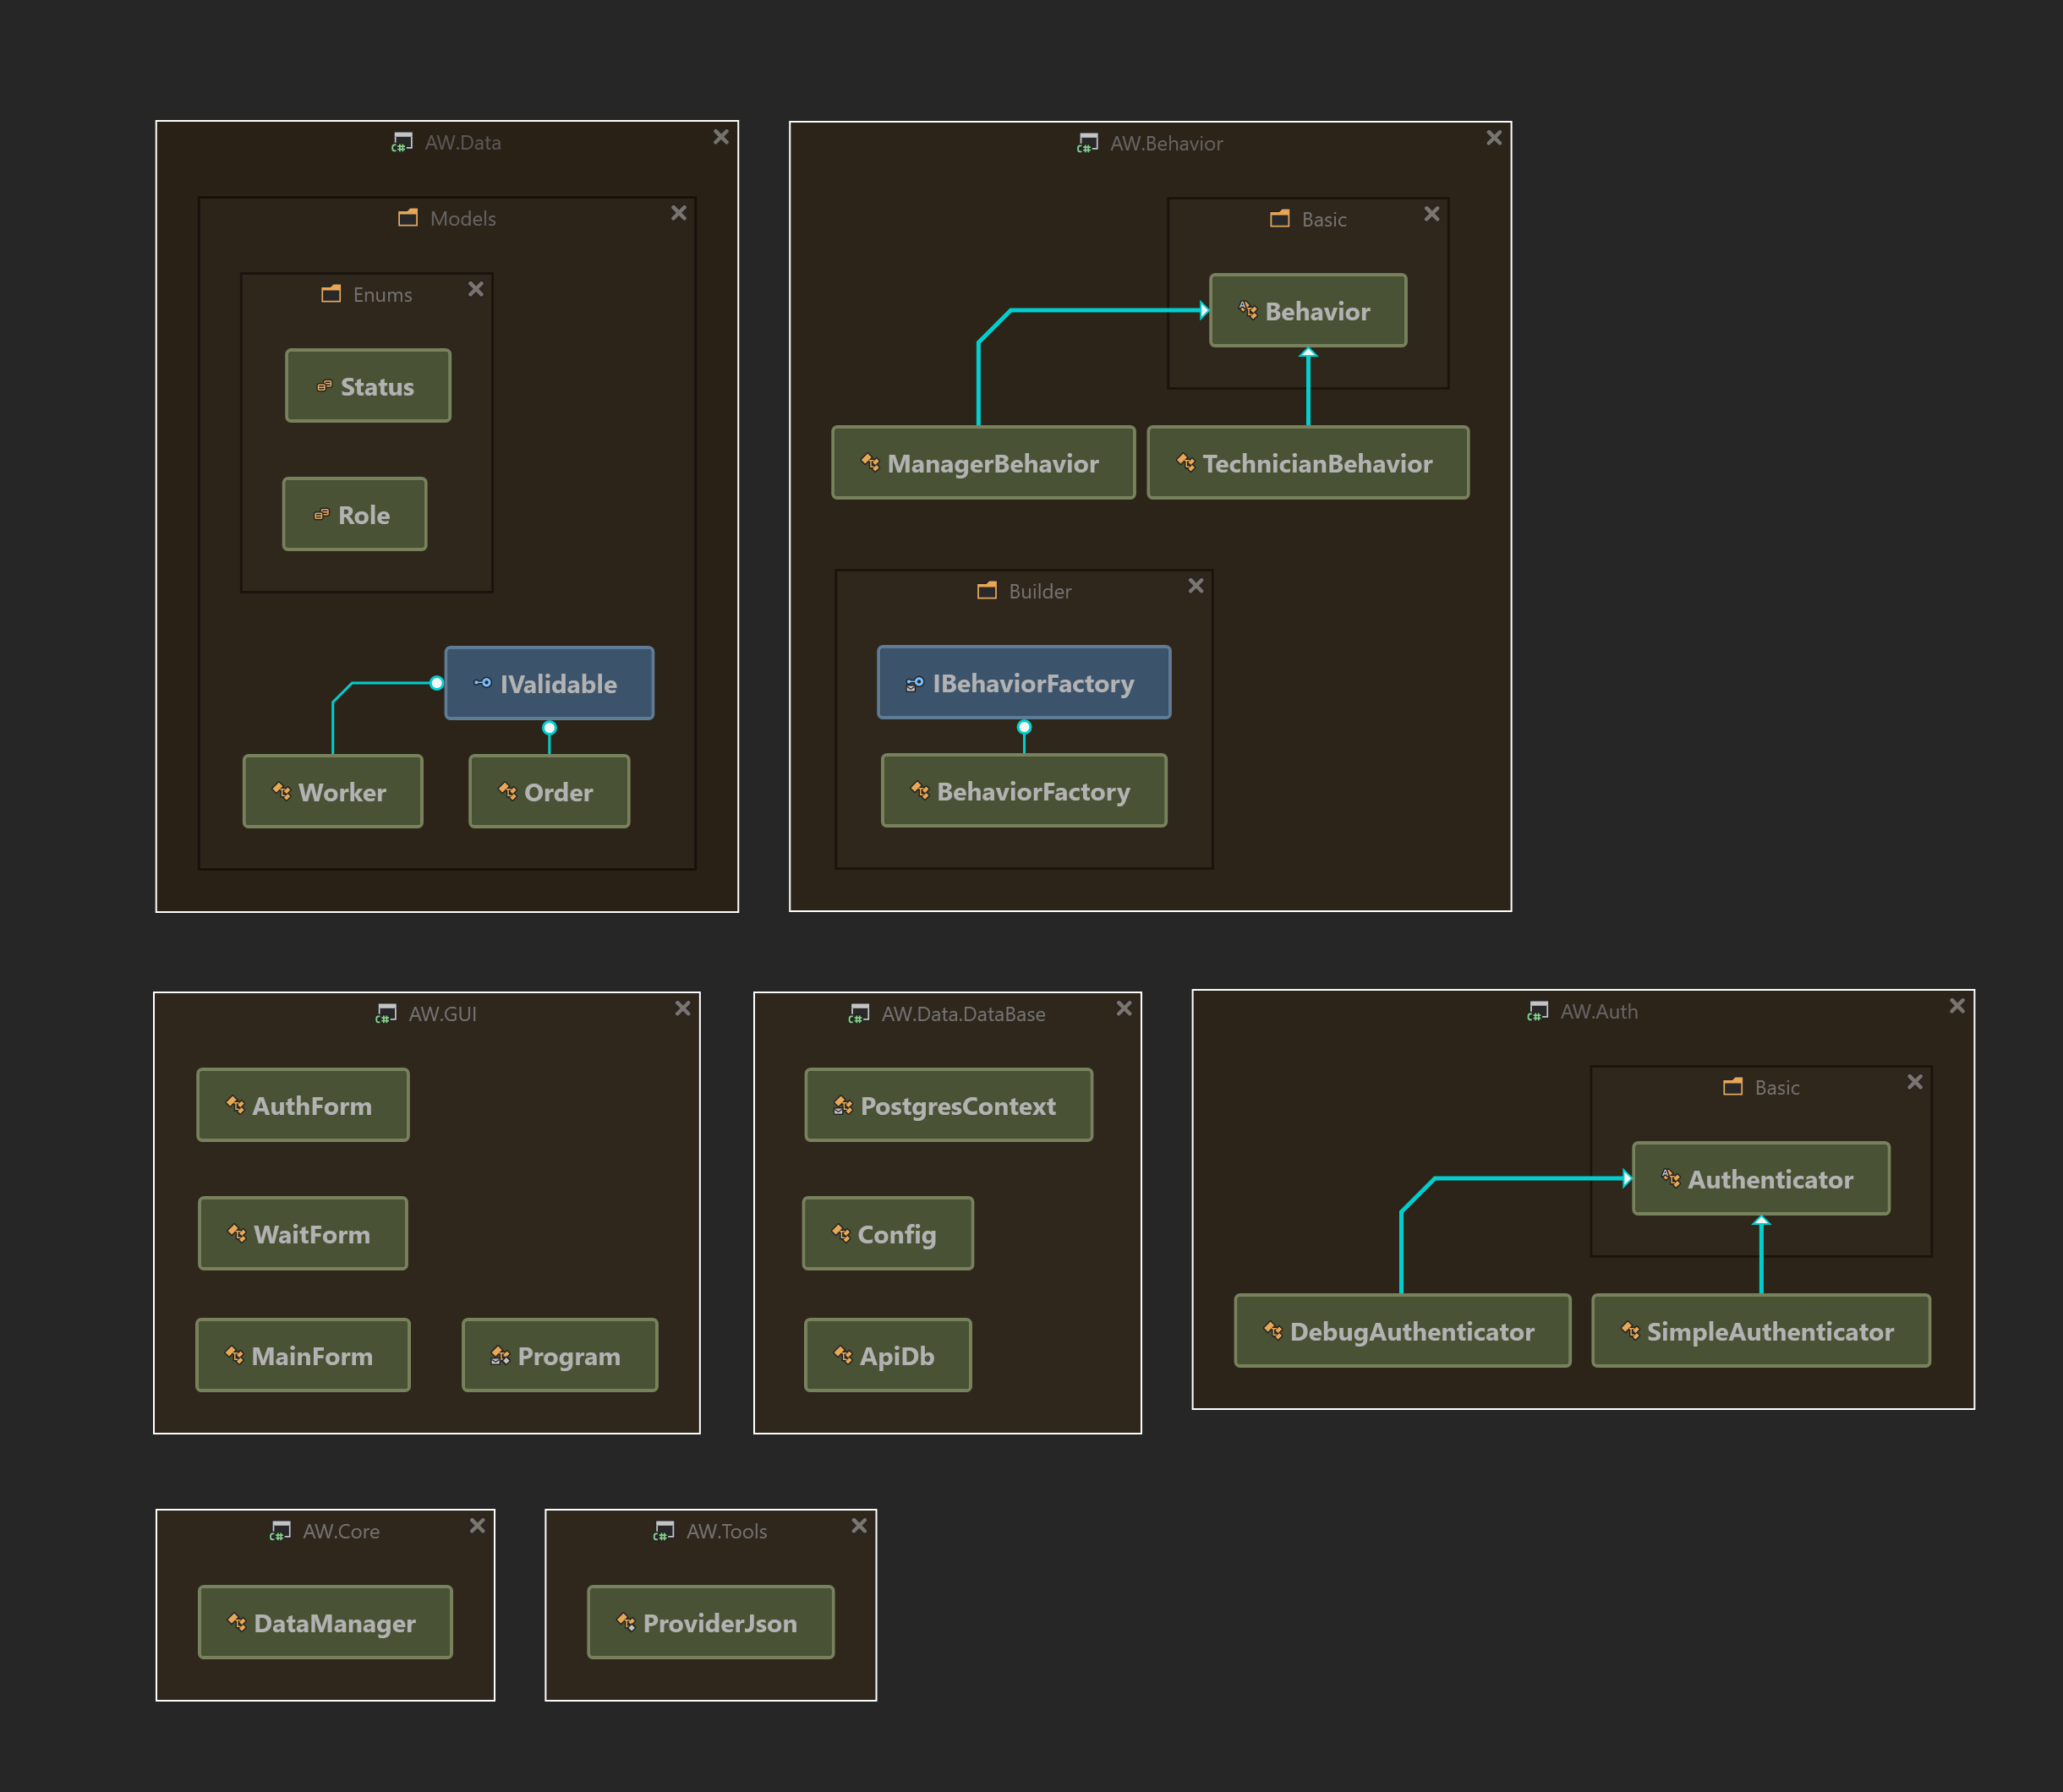 AW.Data
Models
Enums
Status
Role
IValidable
Worker
Order
AW.Behavior
Basic
Behavior
ManagerBehavior
TechnicianBehavior
Builder
IBehaviorFactory
BehaviorFactory
AW.GUI
AuthForm
WaitForm
MainForm
Program
AW.Data.DataBase
PostgresContext
Config
ApiDb
AW.Auth
Basic
Authenticator
DebugAuthenticator
SimpleAuthenticator
AW.Core
DataManager
AW.Tools
ProviderJson